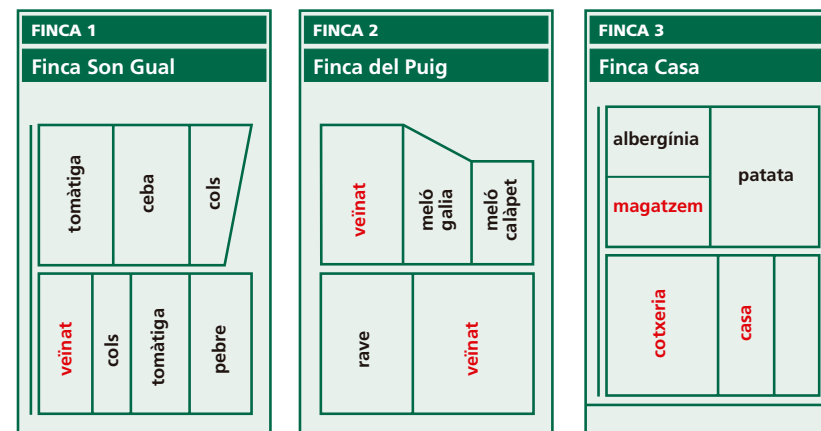 FINCA 1
Finca Son Gual
tomàtiga
ceba
cols
veïnat
cols
tomàtiga
pebre
FINCA 2
Finca del Puig
veïnat
meló
galia
meló
calàpet
rave
veïnat
FINCA 3
Finca Casa
albergínia
magatzem
patata
cotxeria
casa